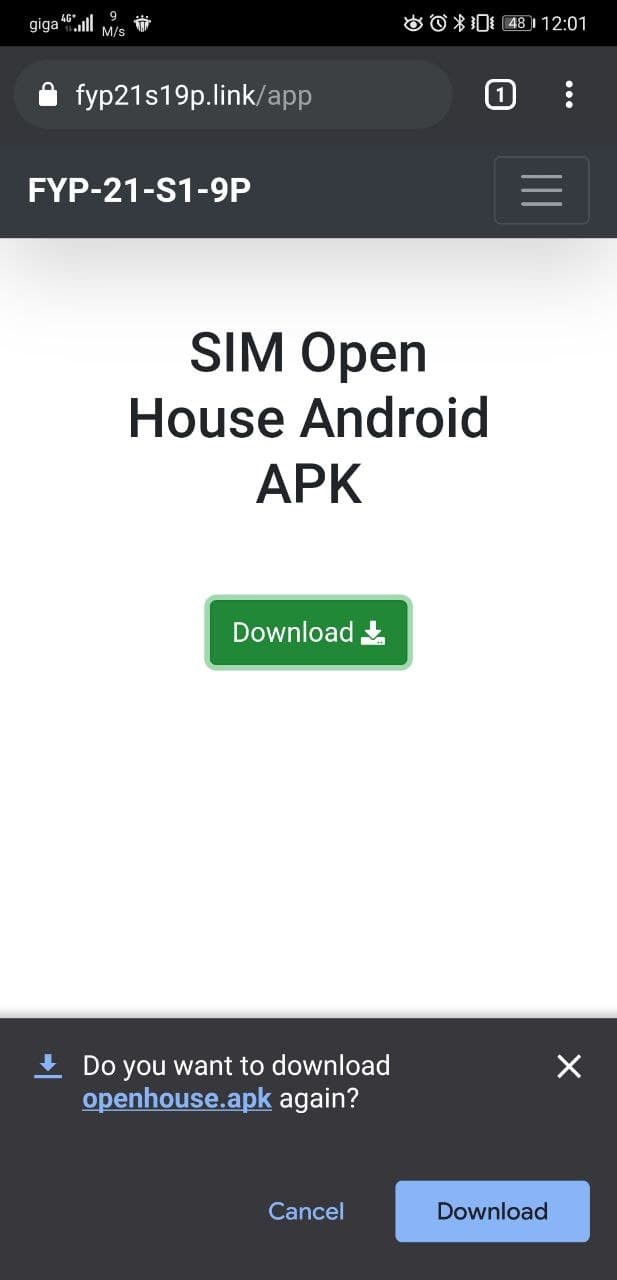 giga 4G+ 9 M/s 48 12:01
fyp21s19p.link/app 1
FYP-21-S1-9P
SIM Open
House Android
APK
Download
Do you want to download
openhouse.apk again?
Cancel Download